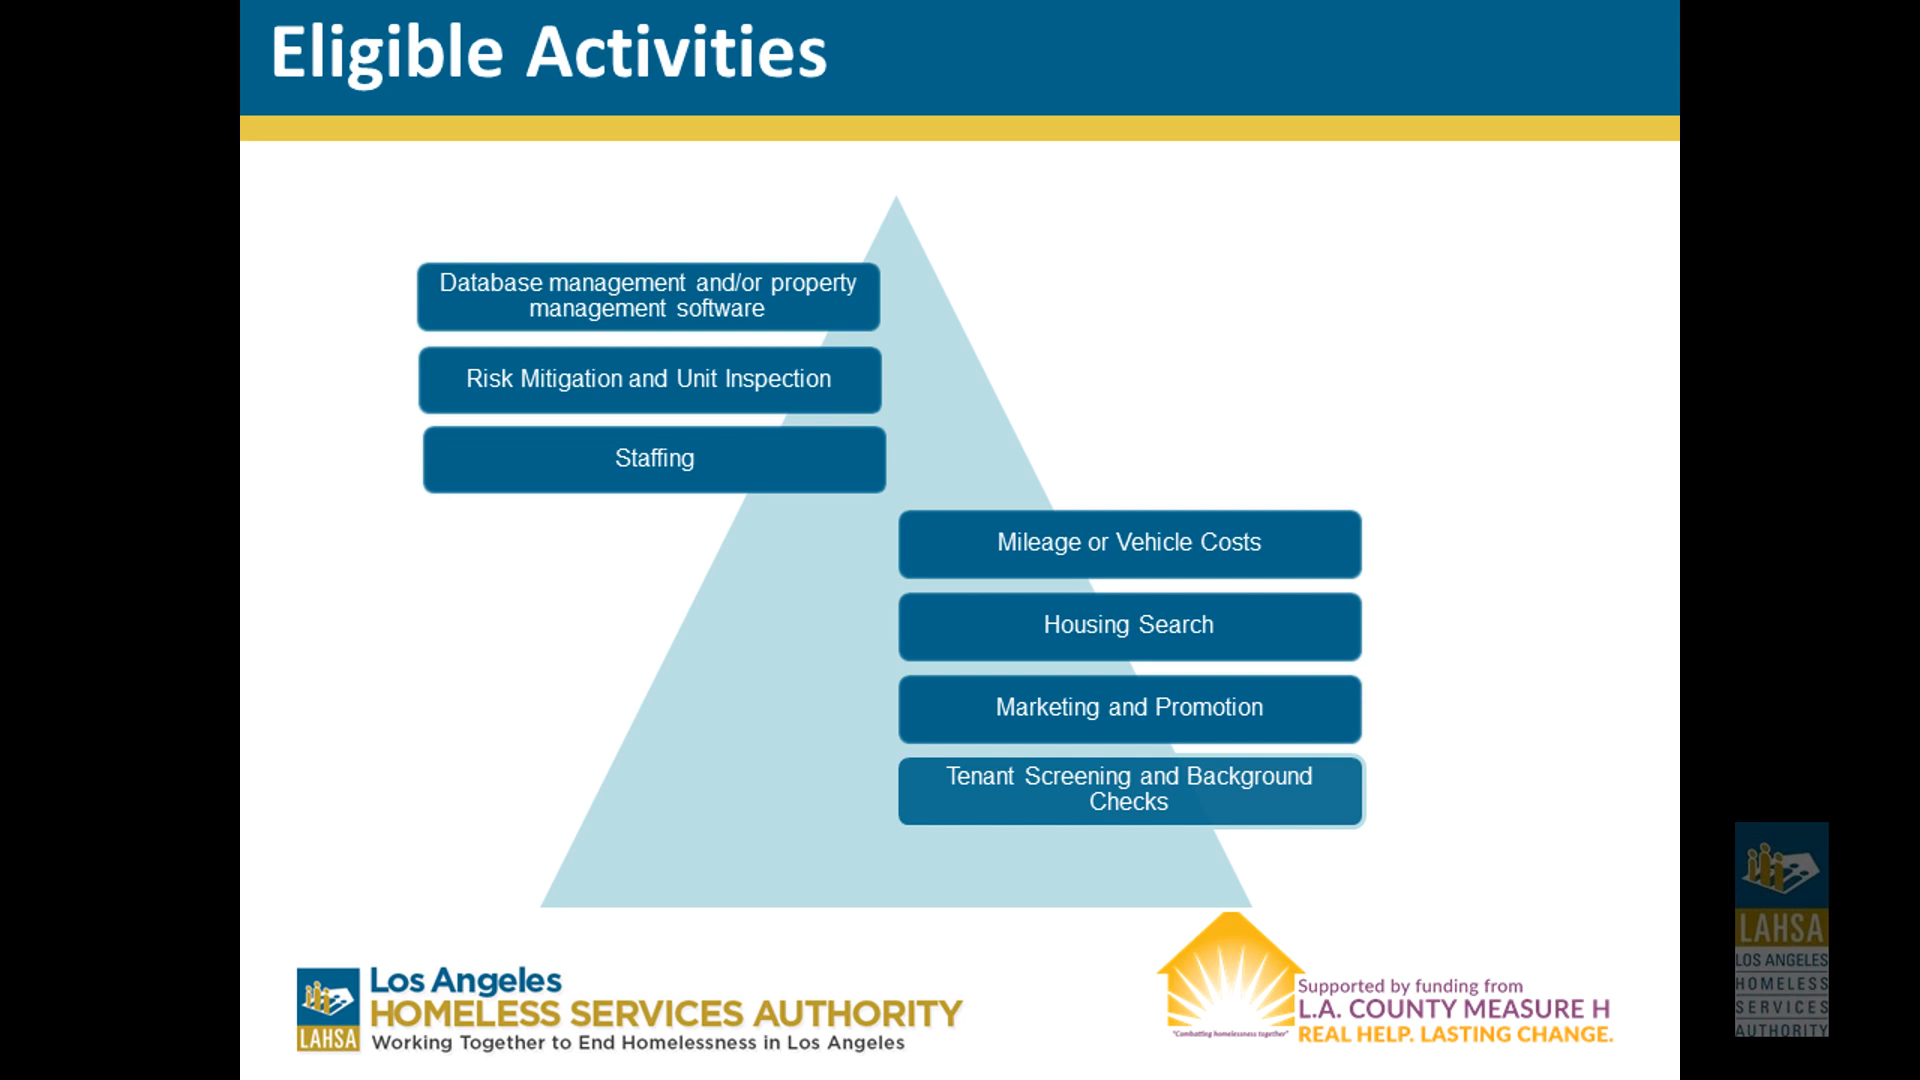 Eligible Activities
Database management and/or property
management software
Risk Mitigation and Unit Inspection
Staffing
Mileage or Vehicle Costs
Housing Search
Marketing and Promotion
Tenant Screening and Background
Checks
LAHSA
Los Angeles
HOMELESS SERVICES AUTHORITY
Working Together to End Homelessness in Los Angeles
"Combatting homelessness together"
Supported by funding from
L.A. COUNTY MEASURE H
REAL HELP. LASTING CHANGE.
LAHSA
LOS ANGELES
HOMELESS
SERVICES
AUTHORITY